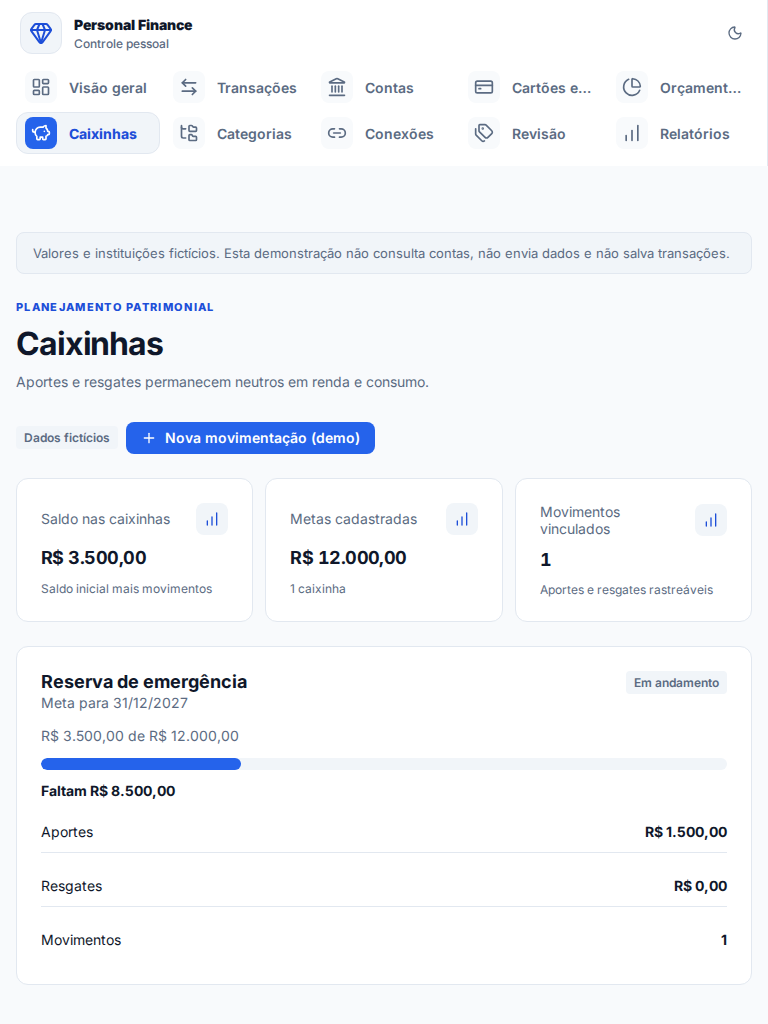 Personal Finance
Controle pessoal
Visão geral
Transações
Contas
Cartões e...
Orçament...
Caixinhas
Categorias
Conexões
Revisão
Relatórios
Valores e instituições fictícios. Esta demonstração não consulta contas, não envia dados e não salva transações.
PLANEJAMENTO PATRIMONIAL
Caixinhas
Aportes e resgates permanecem neutros em renda e consumo.
Dados fictícios
Nova movimentação (demo)
Saldo nas caixinhas
R$ 3.500,00
Saldo inicial mais movimentos
Metas cadastradas
R$ 12.000,00
1 caixinha
Movimentos
vinculados
1
Aportes e resgates rastreáveis
Reserva de emergência
Em andamento
Meta para 31/12/2027
R$ 3.500,00 de R$ 12.000,00
Faltam R$ 8.500,00
Aportes
R$ 1.500,00
Resgates
R$ 0,00
Movimentos
1